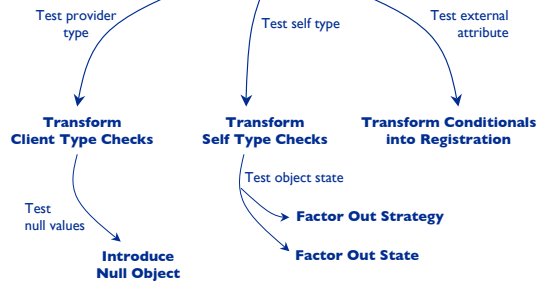 Test provider
type
Test self type
Test external
attribute
Transform
Client Type Checks
Transform
Self Type Checks
Transform Conditionals
into Registration
Test object state
Test
null values
Factor Out Strategy
Introduce
Null Object
Factor Out State